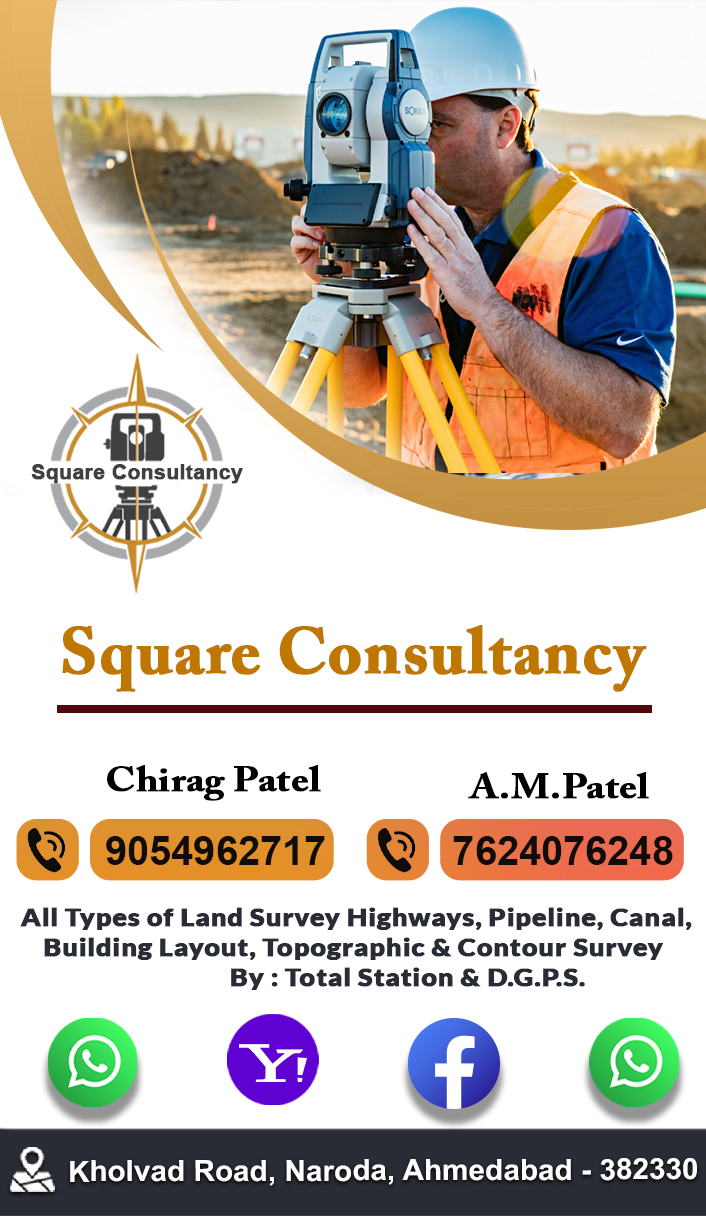 SOKKIA
Square Consultancy
Square Consultancy
Chirag Patel
A.M.Patel
9054962717
7624076248
All Types of Land Survey Highways, Pipeline, Canal,
Building Layout, Topographic & Contour Survey
By : Total Station & D.G.P.S.
Y!
Kholvad Road, Naroda, Ahmedabad - 382330